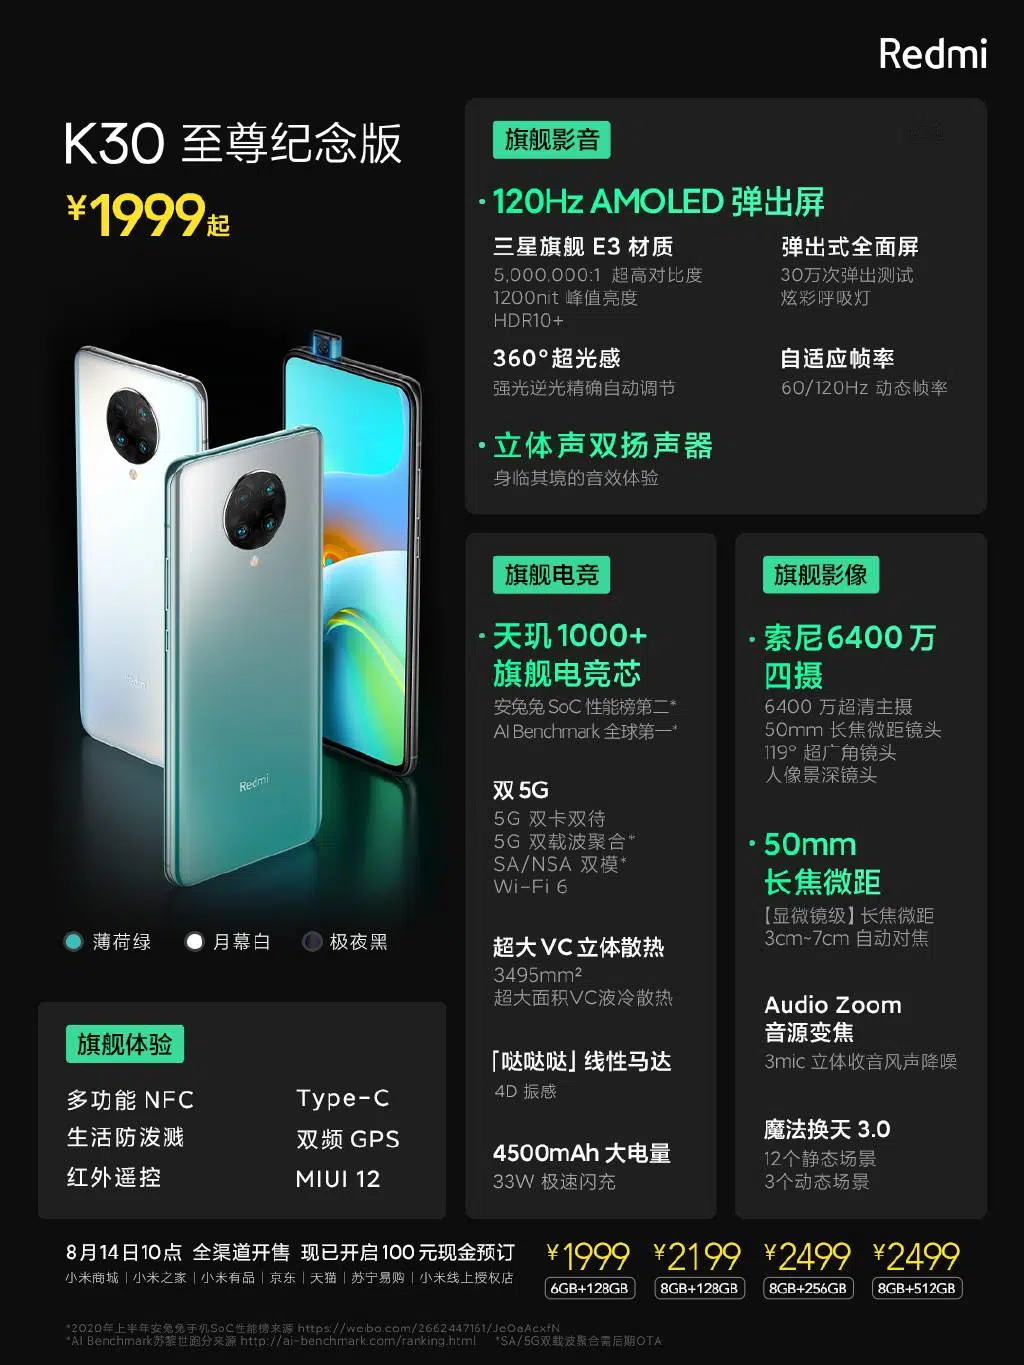 Redmi
K30 至尊纪念版
¥1999起
旗舰影音
·120Hz AMOLED 弹出屏
三星旗舰 E3 材质
5,000,000:1 超高对比度
1200nit 峰值亮度
HDR10+
弹出式全面屏
30万次弹出测试
炫彩呼吸灯
360°超光感
强光逆光精确自动调节
自适应帧率
60/120Hz 动态帧率
·立体声双扬声器
身临其境的音效体验
Redmi
Redmi
薄荷绿
月幕白
极夜黑
旗舰电竞
·天玑1000+
旗舰电竞芯
安兔兔 SoC 性能榜第二*
AI Benchmark 全球第一*
双 5G
5G 双卡双待
5G 双载波聚合*
SA/NSA 双模*
Wi-Fi 6
超大 VC 立体散热
3495mm²
超大面积VC液冷散热
「哒哒哒」线性马达
4D 振感
4500mAh 大电量
33W 极速闪充
旗舰影像
·索尼6400 万
四摄
6400 万超清主摄
50mm 长焦微距镜头
119° 超广角镜头
人像景深镜头
·50mm
长焦微距
【显微镜级】长焦微距
3cm~7cm 自动对焦
Audio Zoom
音源变焦
3mic 立体收音风声降噪
魔法换天 3.0
12个静态场景
3个动态场景
旗舰体验
多功能 NFC
Type-C
生活防泼溅
双频 GPS
红外遥控
MIUI 12
8月14日10点 全渠道开售 现已开启100元现金预订
小米商城 | 小米之家 | 小米有品 | 京东 | 天猫 | 苏宁易购 | 小米线上授权店
¥1999
6GB+128GB
¥2199
8GB+128GB
¥2499
8GB+256GB
¥2499
8GB+512GB
*2020年上半年安兔兔手机SoC性能榜来源 https://weibo.com/2662447161/JeOaAcxfN
*AI Benchmark苏黎世跑分来源 http://ai-benchmark.com/ranking.html *SA/5G双载波聚合需后期OTA